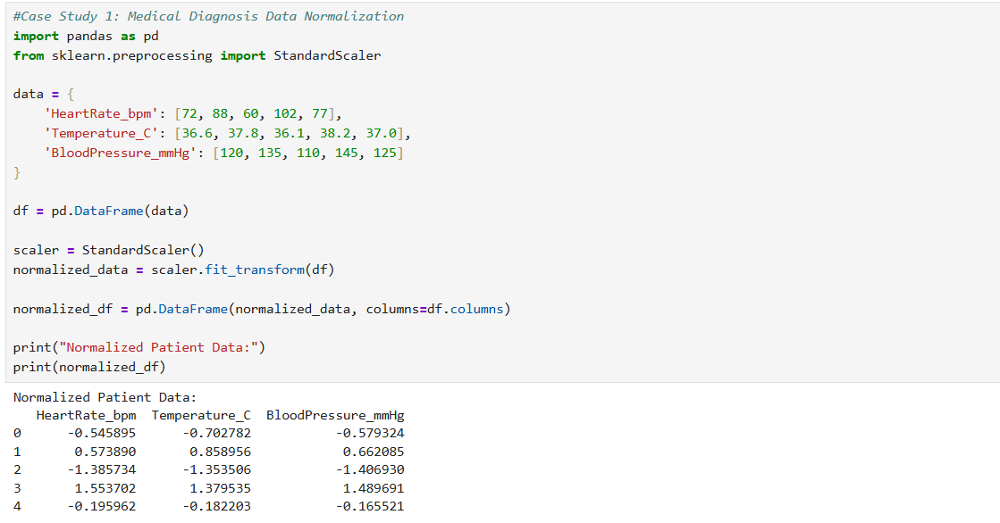 #Case Study 1: Medical Diagnosis Data Normalization
import pandas as pd
from sklearn.preprocessing import StandardScaler

data = {
    'HeartRate_bpm': [72, 88, 60, 102, 77],
    'Temperature_C': [36.6, 37.8, 36.1, 38.2, 37.0],
    'BloodPressure_mmHg': [120, 135, 110, 145, 125]
}

df = pd.DataFrame(data)

scaler = StandardScaler()
normalized_data = scaler.fit_transform(df)

normalized_df = pd.DataFrame(normalized_data, columns=df.columns)

print("Normalized Patient Data:")
print(normalized_df)
Normalized Patient Data:
   HeartRate_bpm  Temperature_C  BloodPressure_mmHg
0      -0.545895      -0.702782           -0.579324
1       0.573890       0.858956            0.662085
2      -1.385734      -1.353506           -1.406930
3       1.553702       1.379535            1.489691
4      -0.195962      -0.182203           -0.165521